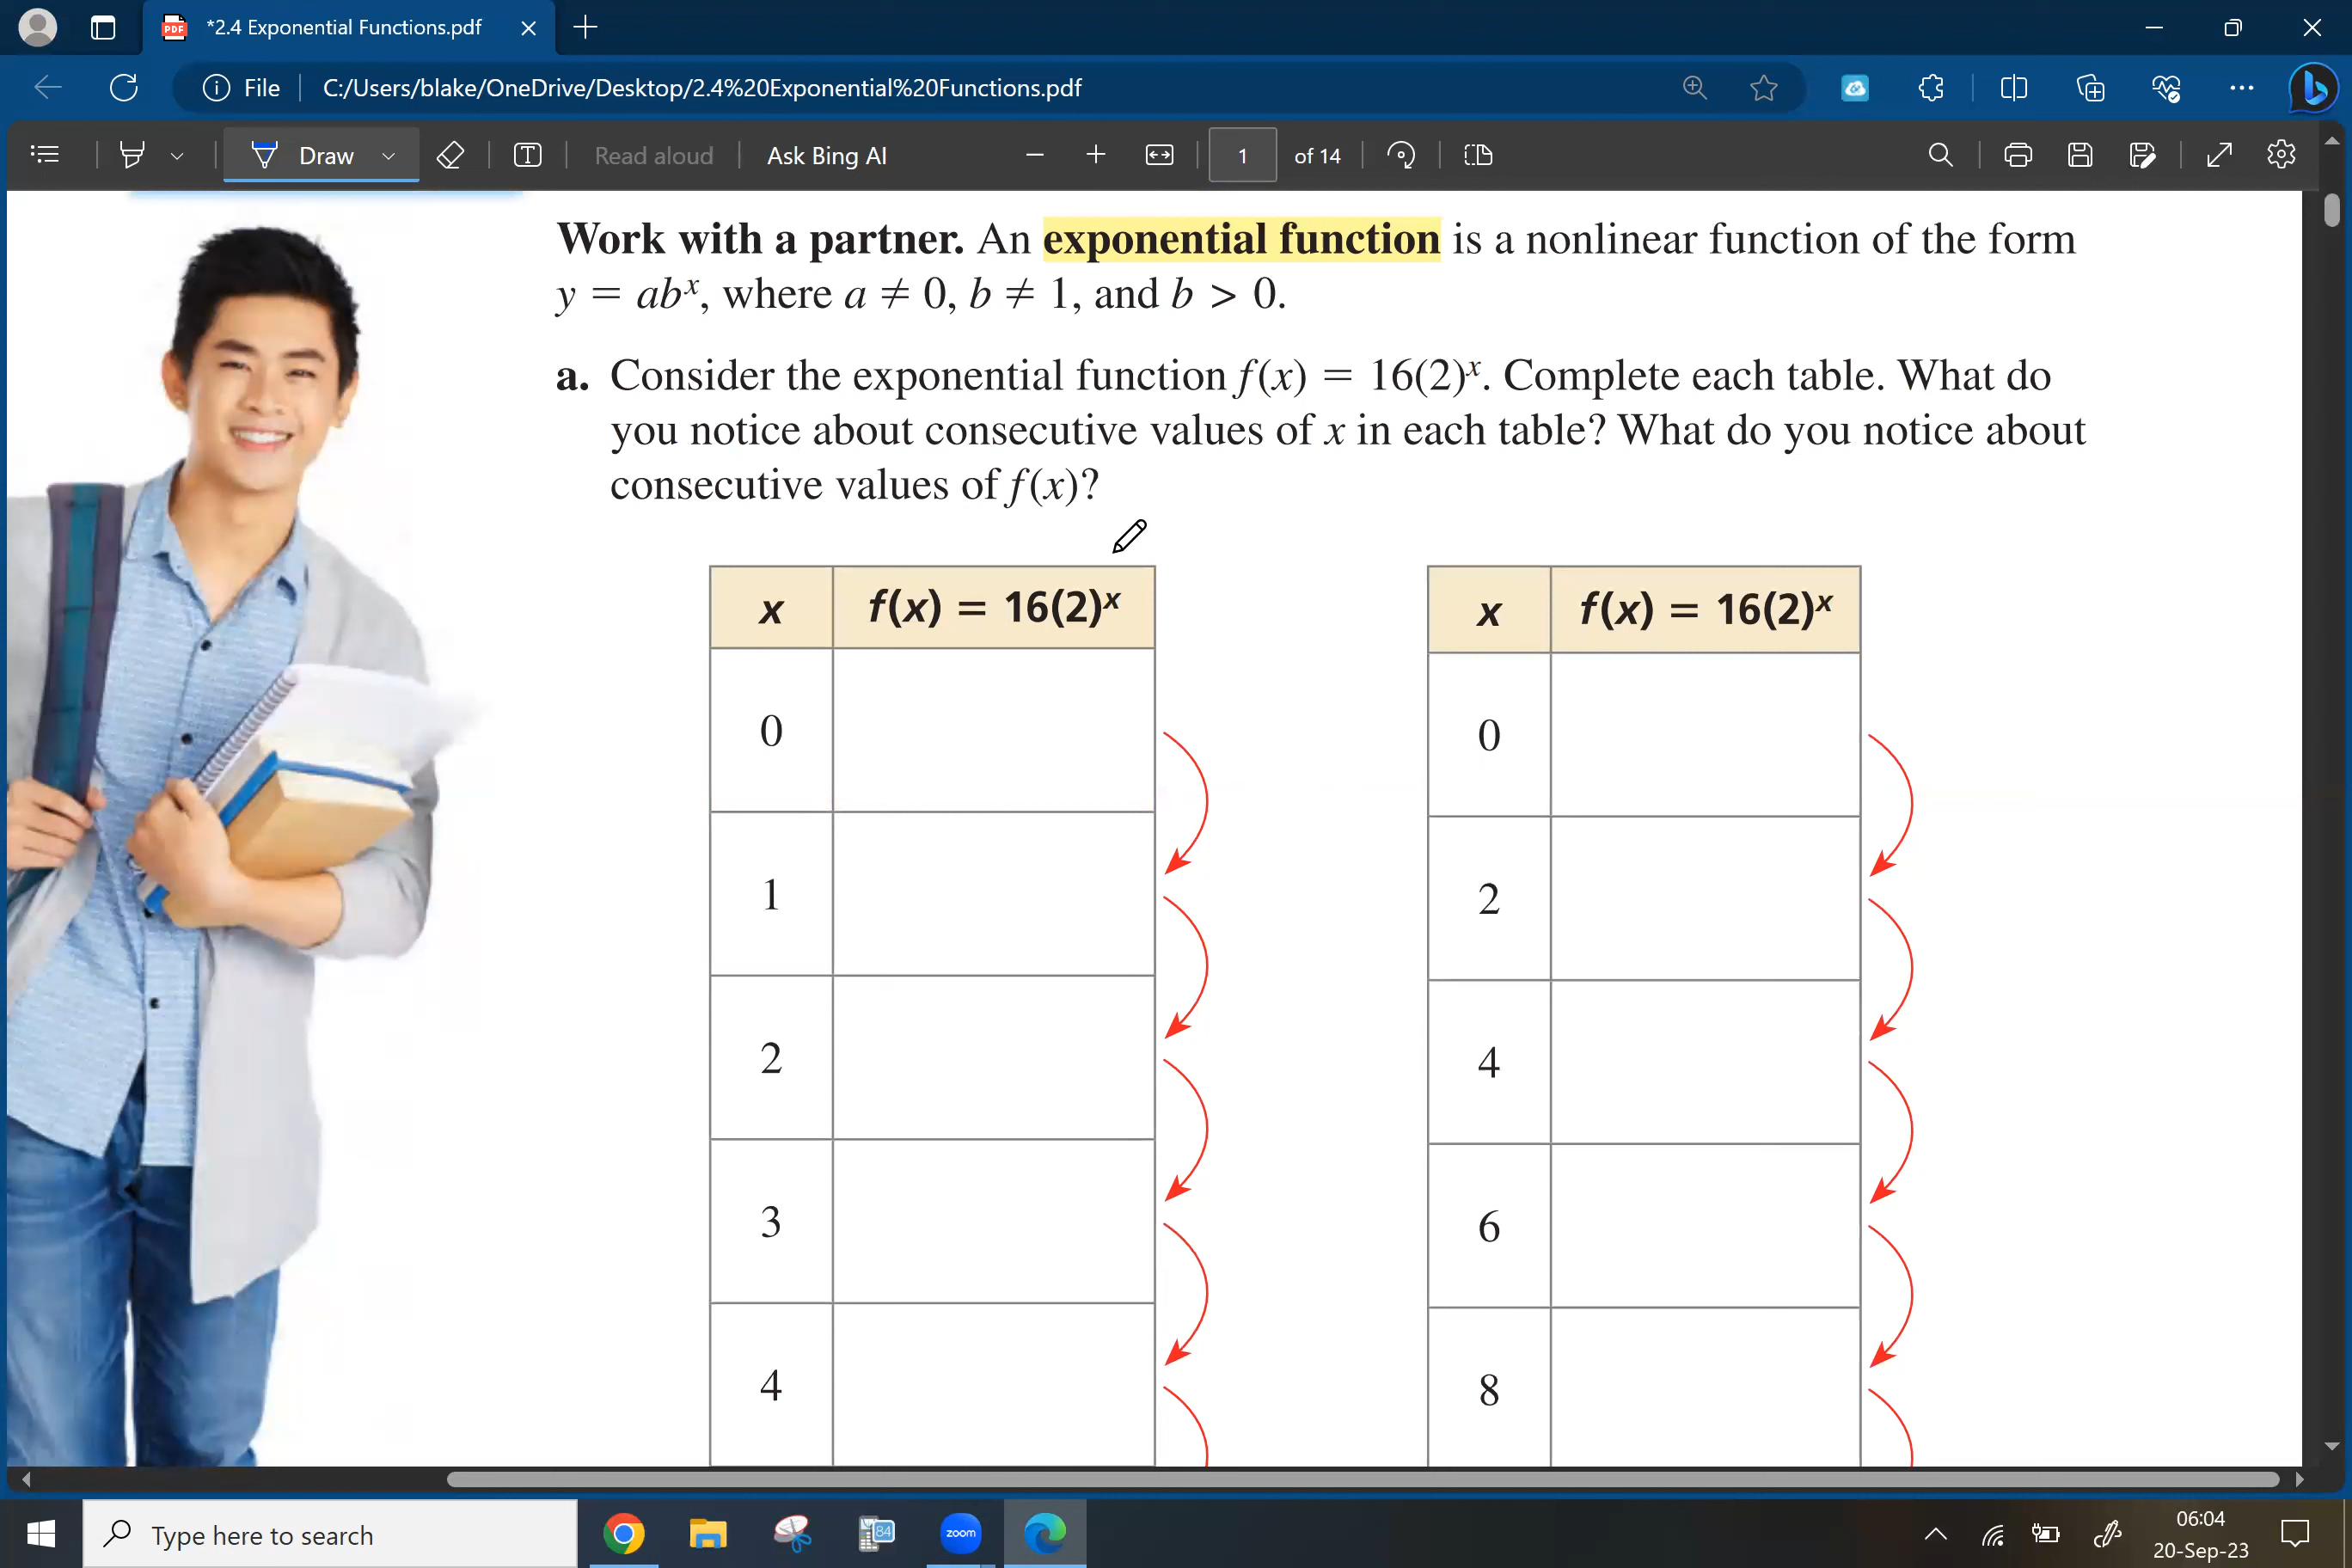 *2.4 Exponential Functions.pdf
File
C:/Users/blake/OneDrive/Desktop/2.4%20Exponential%20Functions.pdf
Draw
Read aloud
Ask Bing AI
1 of 14
Work with a partner. An exponential function is a nonlinear function of the form
y = abˣ, where a ≠ 0, b ≠ 1, and b > 0.
a. Consider the exponential function f(x) = 16(2)ˣ. Complete each table. What do
you notice about consecutive values of x in each table? What do you notice about
consecutive values of f(x)?
x f(x) = 16(2)ˣ
0
1
2
3
4
x f(x) = 16(2)ˣ
0
2
4
6
8
Type here to search
84
zoom
06:04
20-Sep-23